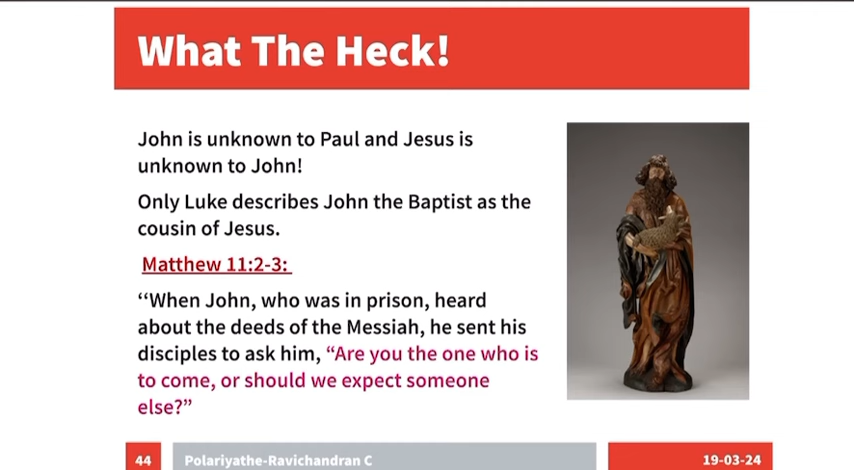 What The Heck!
John is unknown to Paul and Jesus is
unknown to John!
Only Luke describes John the Baptist as the
cousin of Jesus.
Matthew 11:2-3:
‘‘When John, who was in prison, heard
about the deeds of the Messiah, he sent his
disciples to ask him, “Are you the one who is
to come, or should we expect someone
else?”
44 Polariyathe-Ravichandran C 19-03-24